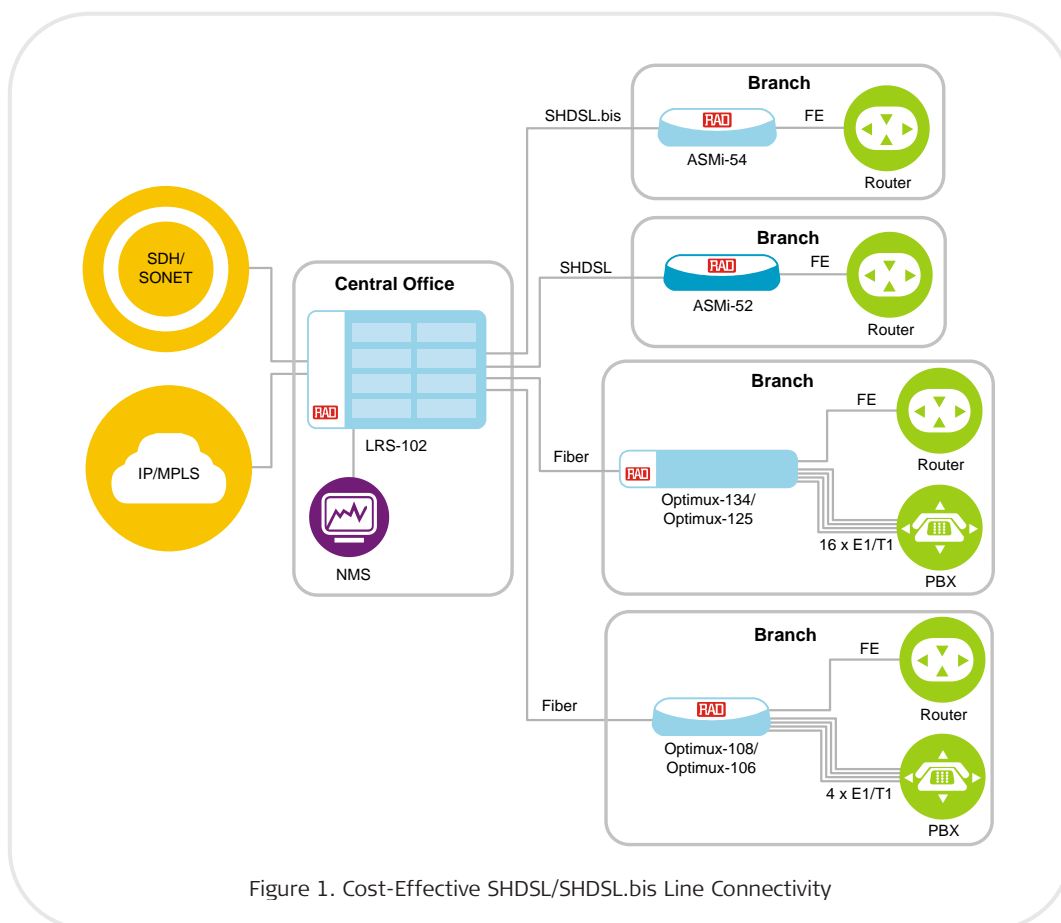 Branch
SHDSL.bis
RAD
FE
ASMi-54
Router
Branch
SHDSL
RAD
FE
ASMi-52
Router
SDH/
SONET
IP/MPLS
Central Office
RAD
LRS-102
NMS
Branch
FE
Router
Fiber
RAD
Optimux-134/
Optimux-125
16 x E1/T1
PBX
Branch
FE
Router
Fiber
RAD
Optimux-108/
Optimux-106
4 x E1/T1
PBX
Figure 1. Cost-Effective SHDSL/SHDSL.bis Line Connectivity